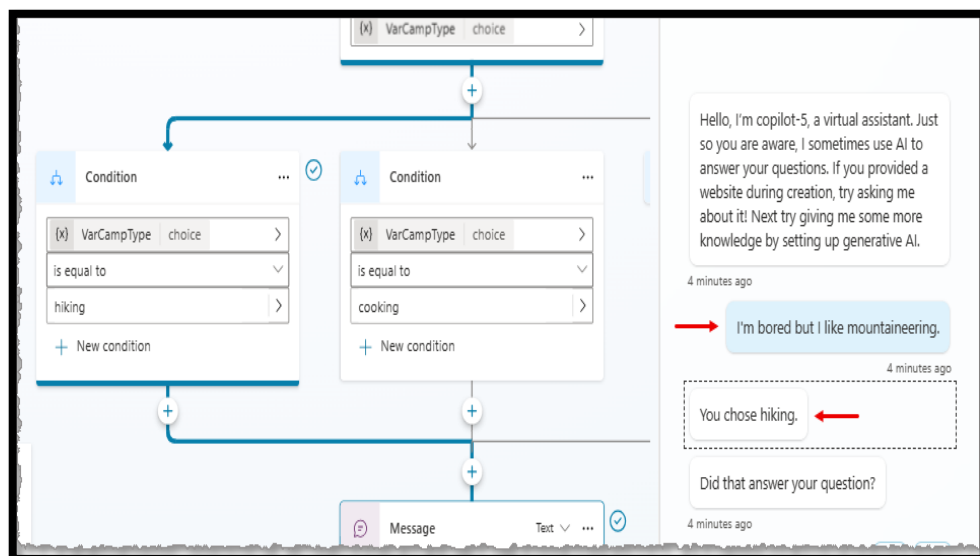 {x} VarCampType choice
Condition ...
{x} VarCampType choice
is equal to
hiking
+ New condition
Condition ...
{x} VarCampType choice
is equal to
cooking
+ New condition
Message Text ...
Hello, I'm copilot-5, a virtual assistant. Just
so you are aware, I sometimes use AI to
answer your questions. If you provided a
website during creation, try asking me
about it! Next try giving me some more
knowledge by setting up generative AI.
4 minutes ago
I'm bored but I like mountaineering.
4 minutes ago
You chose hiking.
Did that answer your question?
4 minutes ago